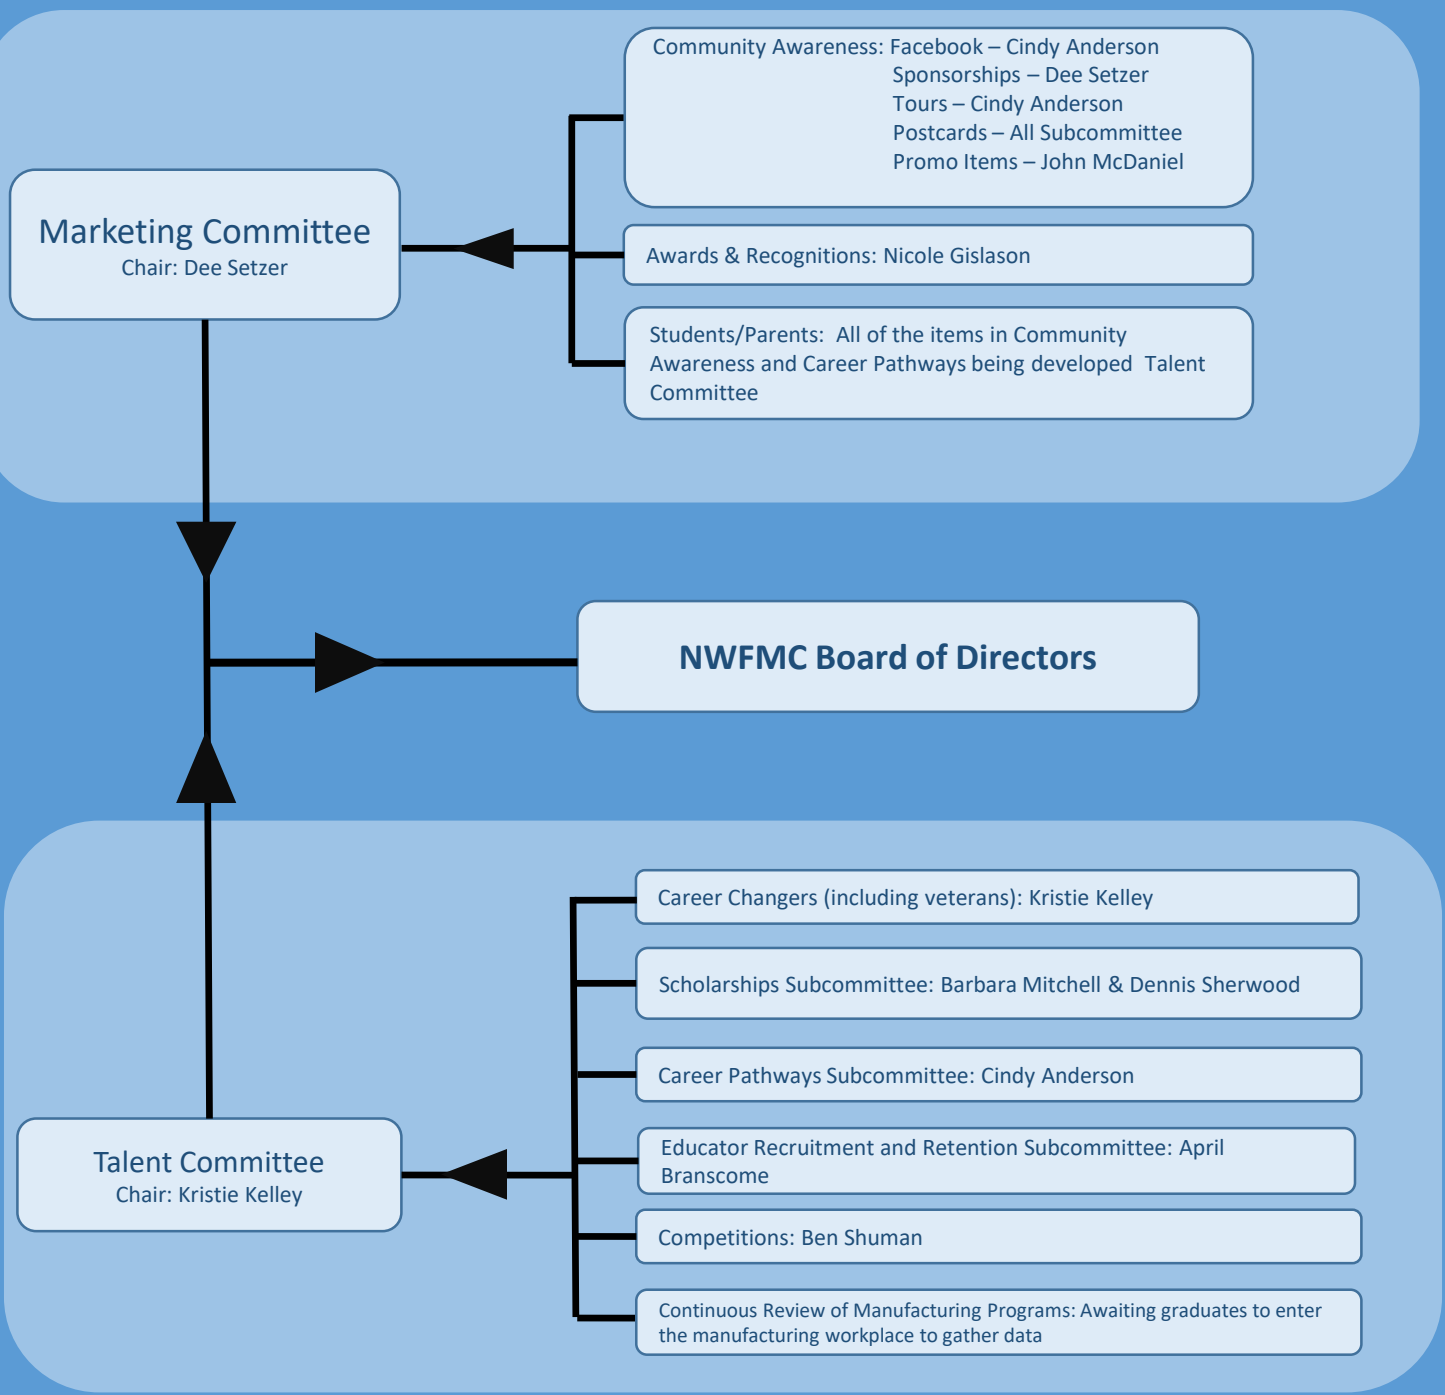 Community Awareness: Facebook – Cindy Anderson
Sponsorships – Dee Setzer
Tours – Cindy Anderson
Postcards – All Subcommittee
Promo Items – John McDaniel
Marketing Committee
Chair: Dee Setzer
Awards & Recognitions: Nicole Gislason
Students/Parents:  All of the items in Community
Awareness and Career Pathways being developed  Talent
Committee
NWFMC Board of Directors
Career Changers (including veterans): Kristie Kelley
Scholarships Subcommittee: Barbara Mitchell & Dennis Sherwood
Career Pathways Subcommittee: Cindy Anderson
Talent Committee
Chair: Kristie Kelley
Educator Recruitment and Retention Subcommittee: April
Branscome
Competitions: Ben Shuman
Continuous Review of Manufacturing Programs: Awaiting graduates to enter
the manufacturing workplace to gather data